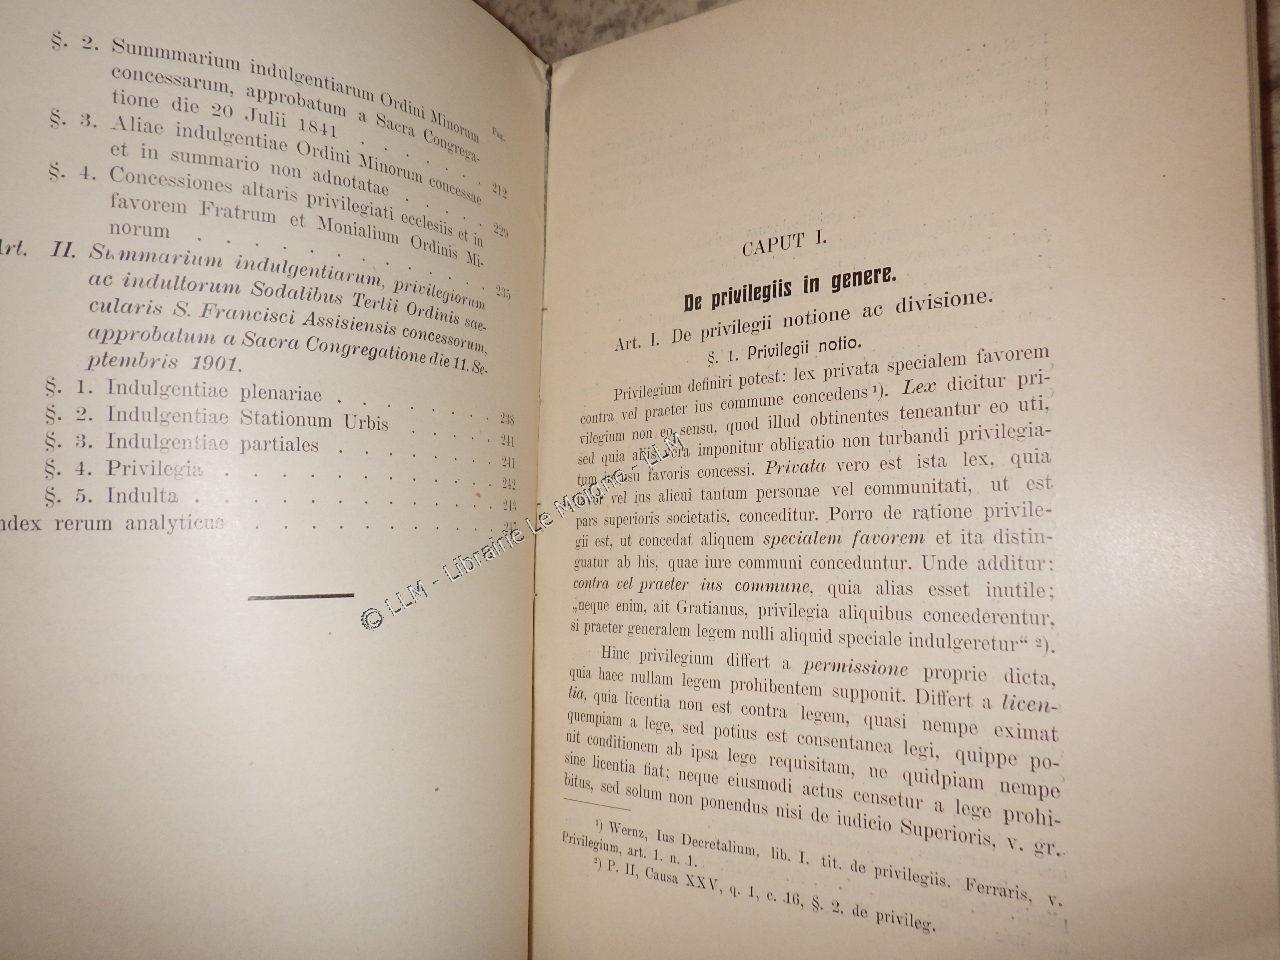 Pag.
§. 2. Summmarium indulgentiarum Ordini Minorum
concessarum, approbatum a Sacra Congrega-
tione die 20 Julii 1841 . . . . . . . 212
§. 3. Aliae indulgentiae Ordini Minorum concessae
et in summario non adnotatae . . . . . 229
§. 4. Concessiones altaris privilegiati ecclesiis et in
favorem Fratrum et Monialium Ordinis Mi-
norum . . . . . . . . . . . 235
Art. II. Summarium indulgentiarum, privilegiorum
ac indultorum Sodalibus Tertii Ordinis sae-
cularis S. Francisci Assisiensis concessorum,
approbatum a Sacra Congregatione die 11. Se-
ptembris 1901.
§. 1. Indulgentiae plenariae . . . . . . . 238
§. 2. Indulgentiae Stationum Urbis . . . . . 241
§. 3. Indulgentiae partiales . . . . . . . 241
§. 4. Privilegia . . . . . . . . . . . 242
§. 5. Indulta . . . . . . . . . . . .
ndex rerum analyticus . . . . . . . . .
CAPUT I.
De privilegiis in genere.
Art. I. De privilegii notione ac divisione.
§. 1. Privilegii notio.
Privilegium definiri potest: lex privata specialem favorem
contra vel praeter ius commune concedens ¹). Lex dicitur pri-
vilegium non eo sensu, quod illud obtinentes teneantur eo uti,
sed quia aliis vera imponitur obligatio non turbandi privilegia-
tum in usu favoris concessi. Privata vero est ista lex, quia
favor vel ius alicui tantum personae vel communitati, ut est
pars superioris societatis, conceditur. Porro de ratione privile-
gii est, ut concedat aliquem specialem favorem et ita distin-
guatur ab his, quae iure communi conceduntur. Unde additur:
contra vel praeter ius commune, quia alias esset inutile;
„neque enim, ait Gratianus, privilegia aliquibus concederentur,
si praeter generalem legem nulli aliquid speciale indulgeretur“ ²).
Hinc privilegium differt a permissione proprie dicta,
quia haec nullam legem prohibentem supponit. Differt a licen-
tia, quia licentia non est contra legem, quasi nempe eximat
quempiam a lege, sed potius est consentanea legi, quippe po-
nit conditionem ab ipsa lege requisitam, ne quidpiam nempe
sine licentia fiat; neque eiusmodi actus censetur a lege prohi-
bitus, sed solum non ponendus nisi de iudicio Superioris, v. gr.
¹) Wernz, Ius Decretalium, lib. I. tit. de privilegiis. Ferraris, v.
Privilegium, art. 1. n. 1.
²) P. II, Causa XXV, q. 1, c. 16, §. 2. de privileg.
© LLM - Librairie Le Moigne - LLM